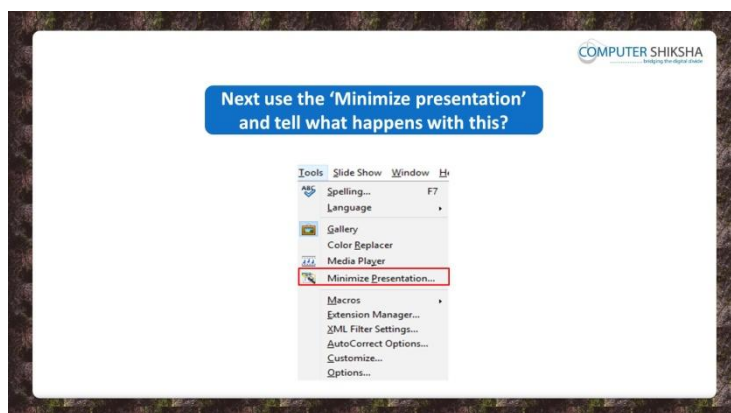 COMPUTER SHIKSHA
bridging the digital divide
Next use the ‘Minimize presentation’
and tell what happens with this?
Tools Slide Show Window
Spelling... F7
Language
Gallery
Color Replacer
Media Player
Minimize Presentation...
Macros
Extension Manager...
XML Filter Settings...
AutoCorrect Options...
Customize...
Options...